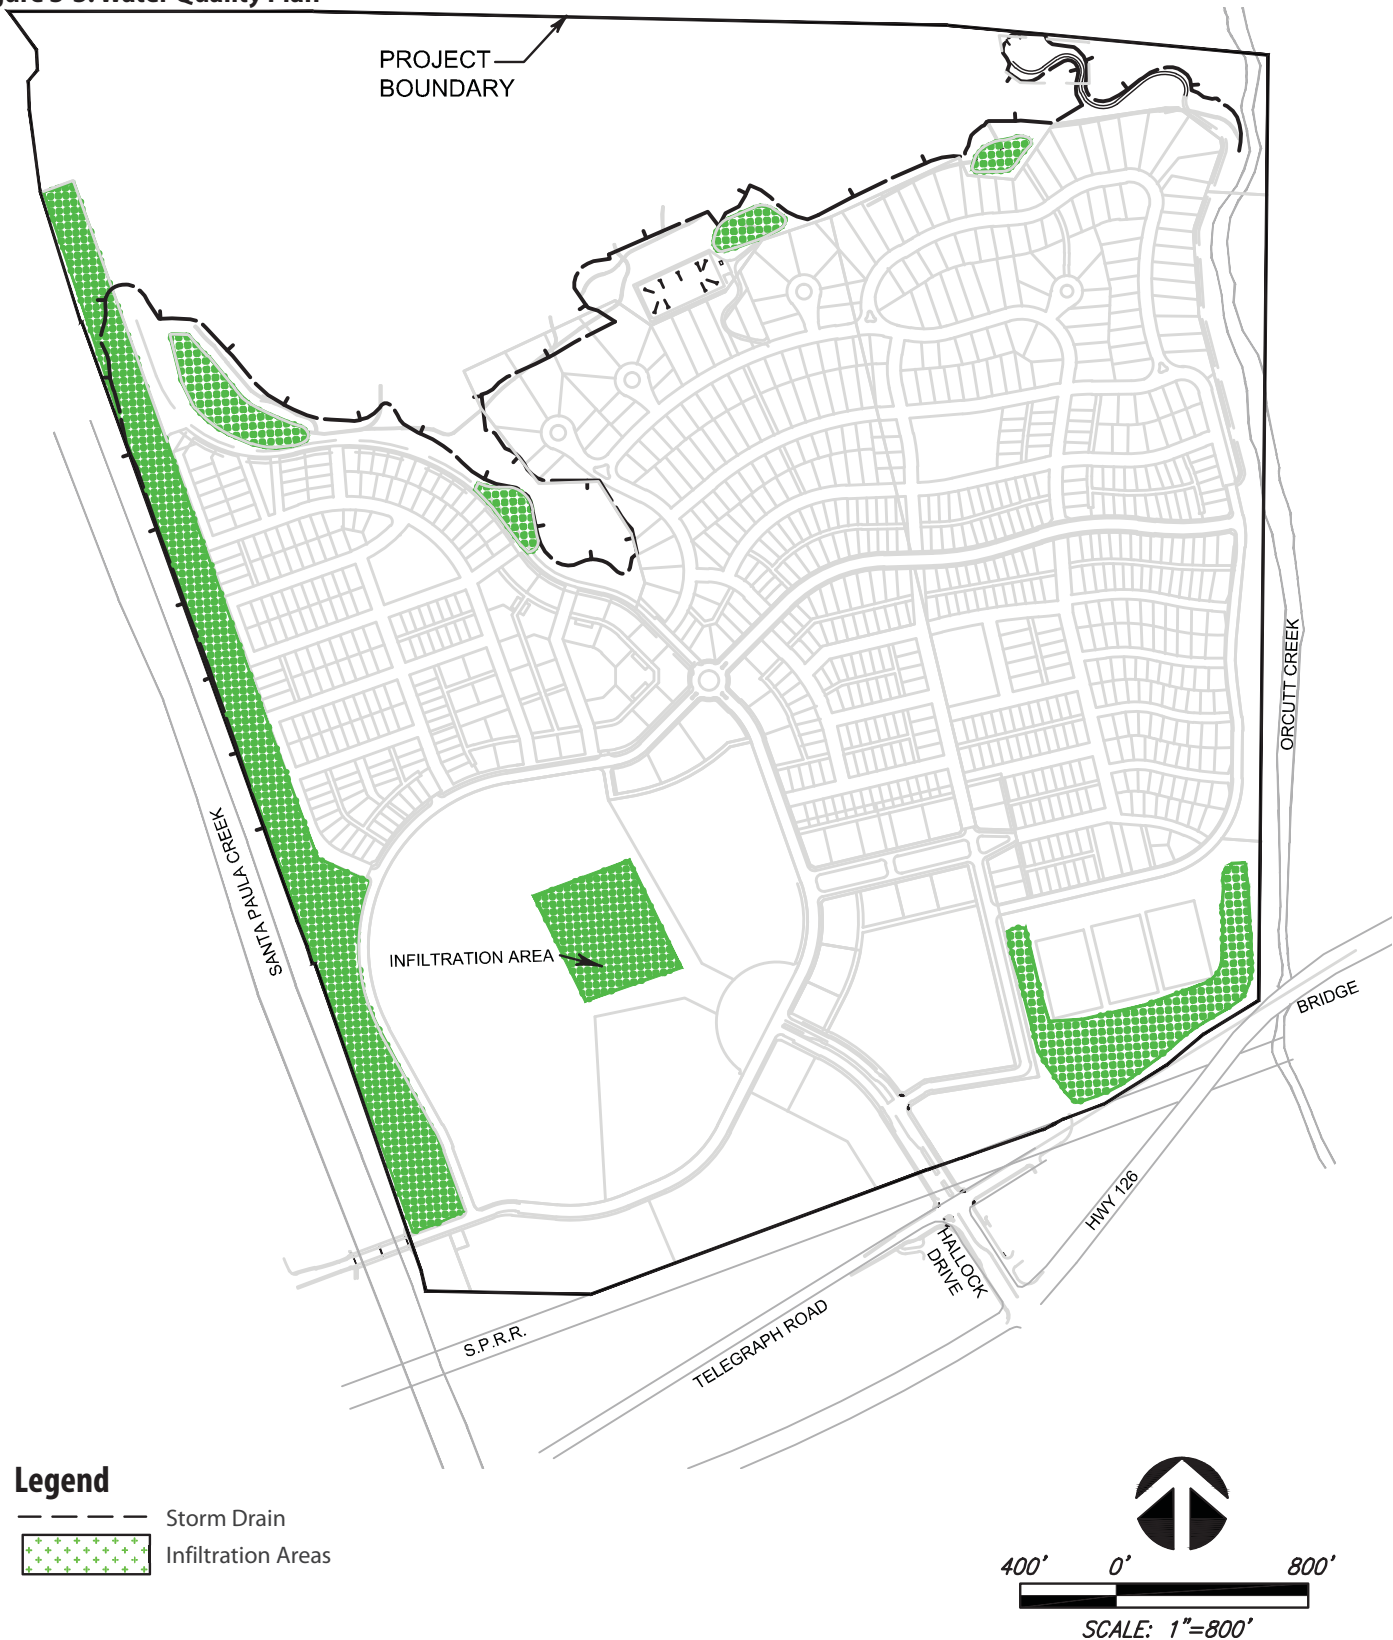 PROJECT
BOUNDARY
ORCUTT CREEK
SANTA PAULA CREEK
INFILTRATION AREA
BRIDGE
HWY 126
HALLOCK
DRIVE
S.P.R.R.
TELEGRAPH ROAD
Legend
Storm Drain
Infiltration Areas
400' 0' 800'
SCALE: 1"=800'